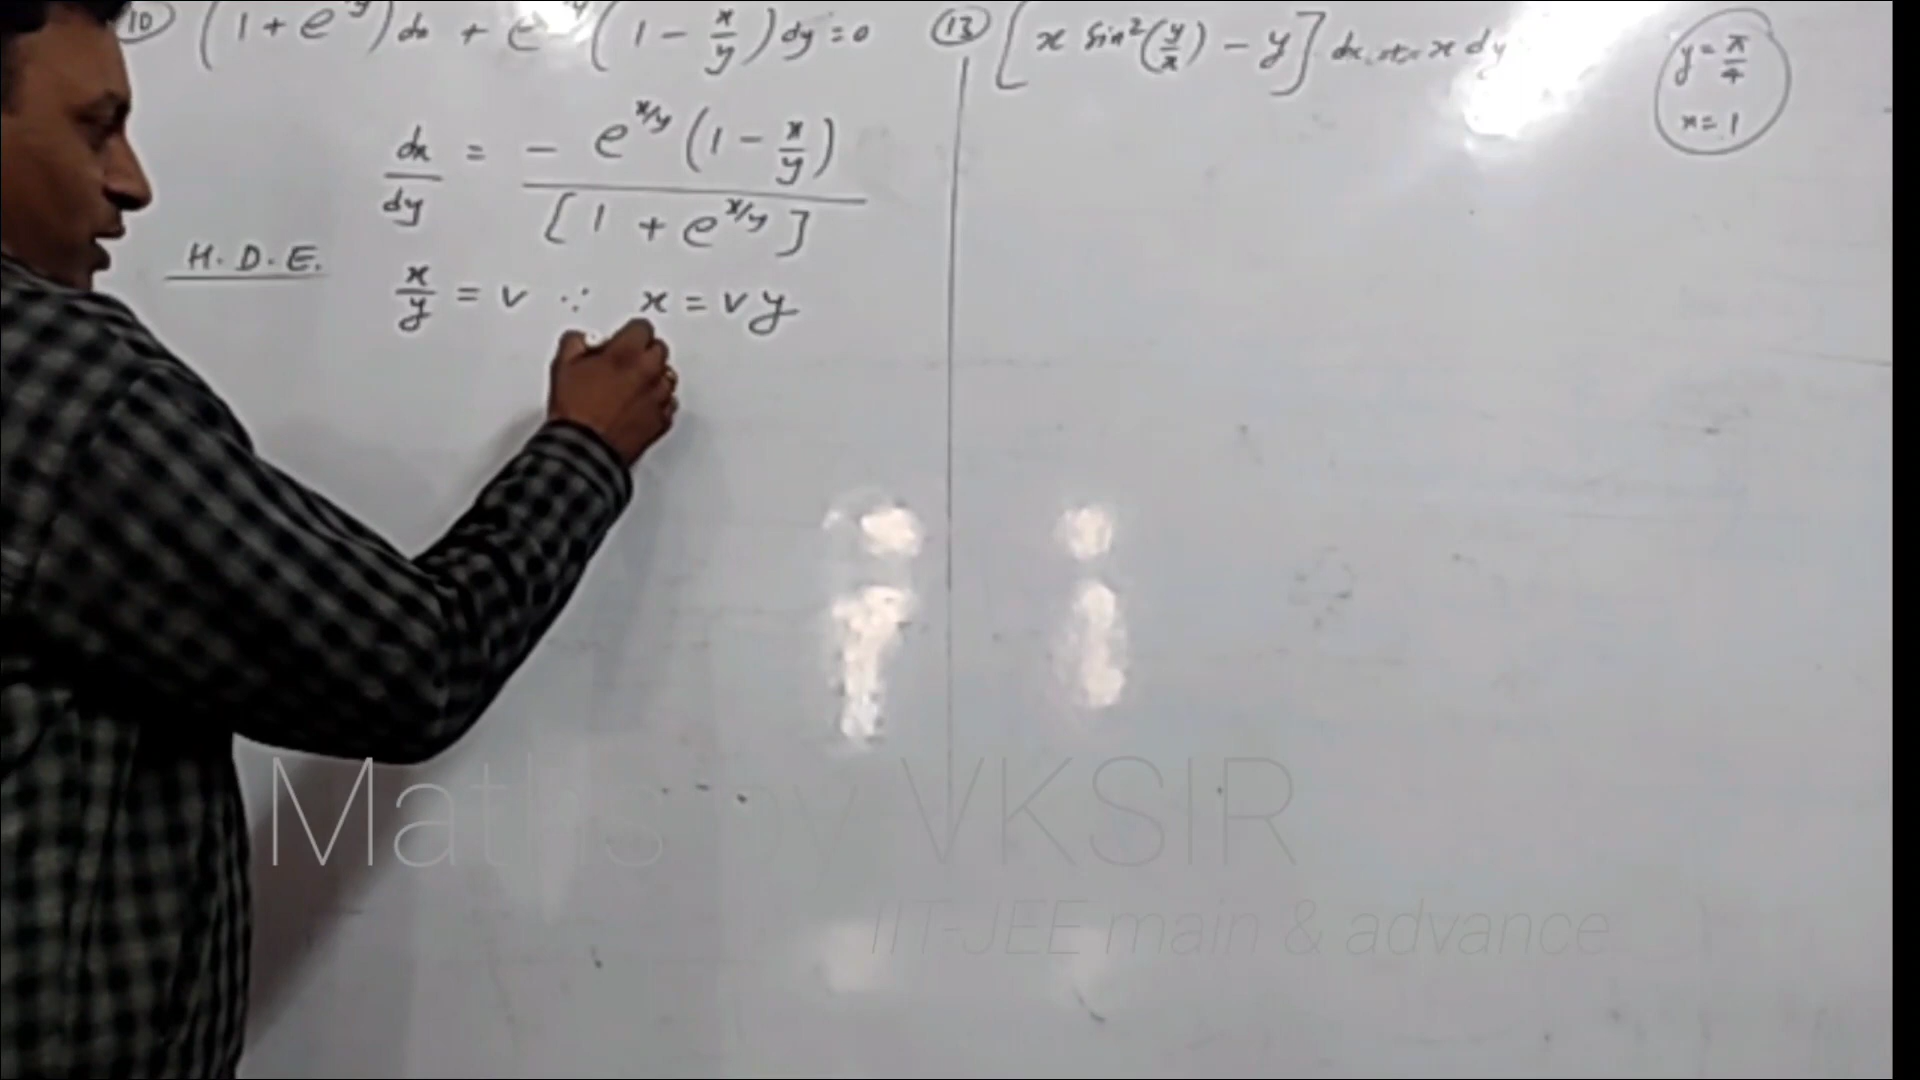 10) (1 + e^{x/y}) dx + e^{x/y} (1 - x/y) dy = 0
dx/dy = - e^{x/y} (1 - x/y) / [1 + e^{x/y}]
H. D. E.
x/y = v ∵ x = v y
13) [x sin²(y/x) - y] dx x dy
y = π/4
x = 1
Maths by VKSIR
IIT-JEE main & advance